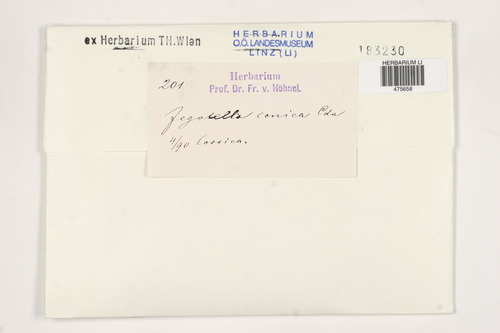 ex Herbarium TH.Wien
HERBARIUM
O.Ö. LANDESMUSEUM
LINZ (LI)
183230
HERBARIUM LI
475658
201
Herbarium
Prof. Dr. Fr. v. Höhnel.
Fegatella conica Cda
4/90 Corsica.